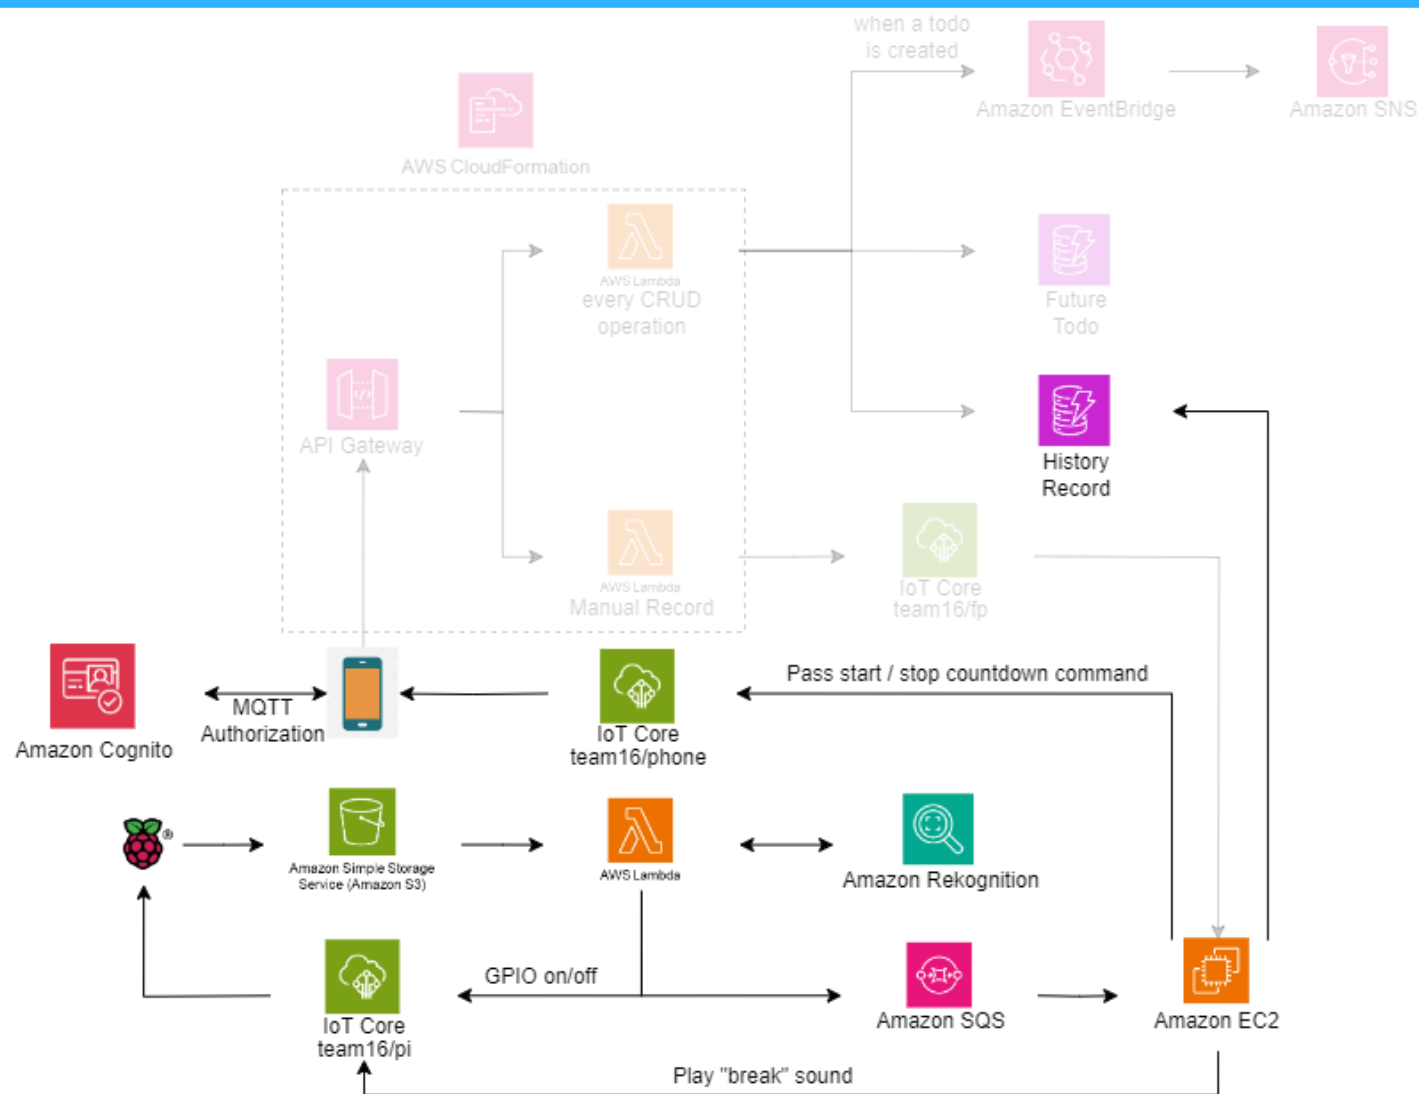 when a todo
is created
Amazon EventBridge
Amazon SNS
AWS CloudFormation
AWS Lambda
every CRUD
operation
Future
Todo
API Gateway
History
Record
AWS Lambda
Manual Record
IoT Core
team16/fp
Pass start / stop countdown command
MQTT
Authorization
Amazon Cognito
IoT Core
team16/phone
®
Amazon Simple Storage
Service (Amazon S3)
AWS Lambda
Amazon Rekognition
GPIO on/off
IoT Core
team16/pi
Amazon SQS
Amazon EC2
Play "break" sound